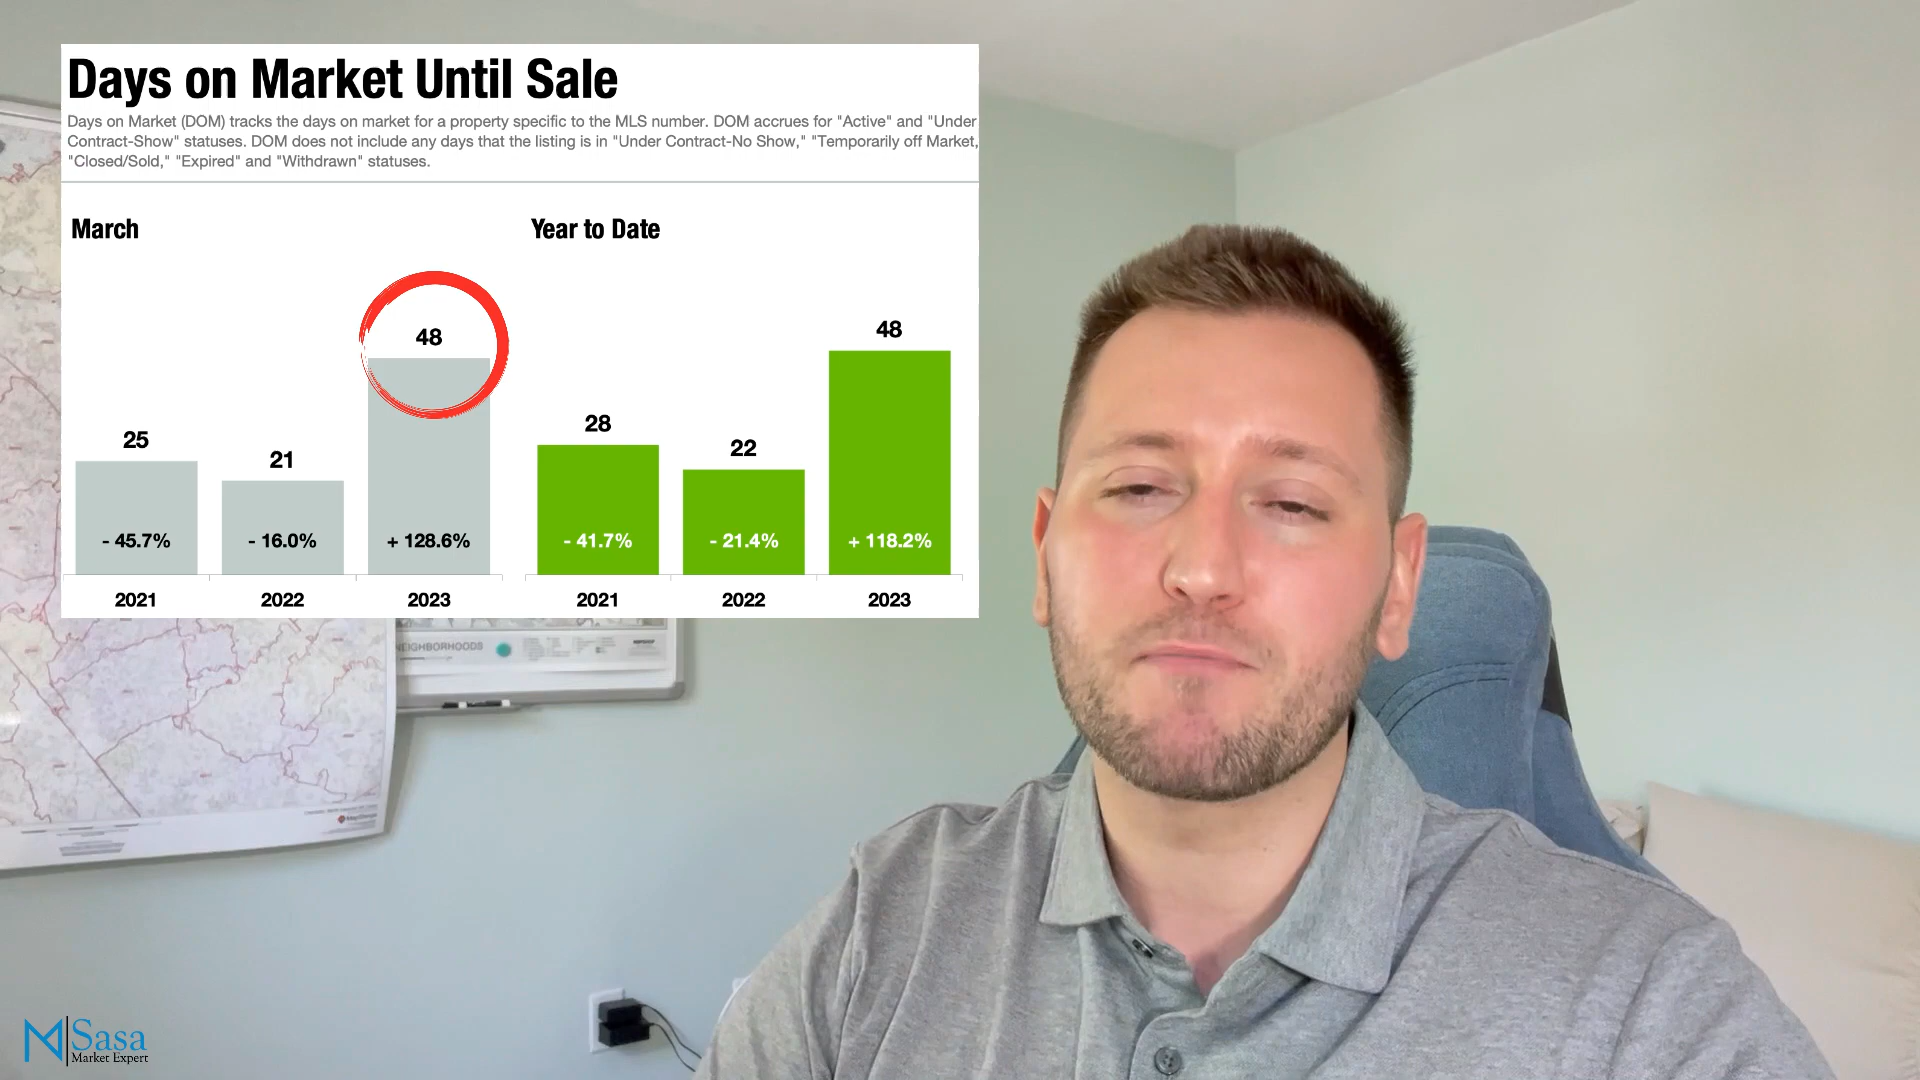 Days on Market Until Sale
Days on Market (DOM) tracks the days on market for a property specific to the MLS number. DOM accrues for "Active" and "Under
Contract-Show" statuses. DOM does not include any days that the listing is in "Under Contract-No Show," "Temporarily off Market,
"Closed/Sold," "Expired" and "Withdrawn" statuses.
March
25
21
48
- 45.7%
- 16.0%
+ 128.6%
2021
2022
2023
Year to Date
28
22
48
- 41.7%
- 21.4%
+ 118.2%
2021
2022
2023
NEIGHBORHOODS
Sasa
Market Expert